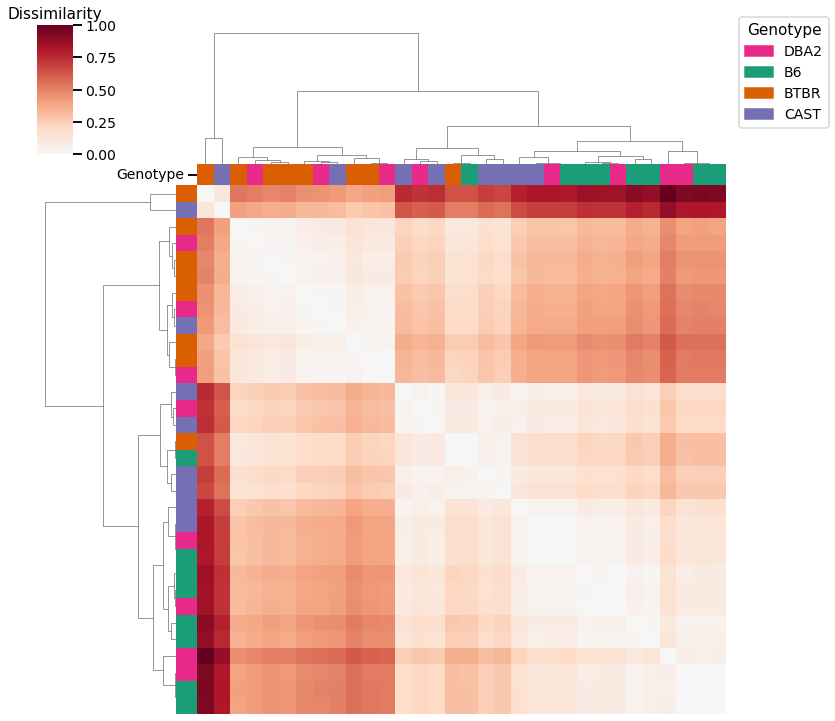 Dissimilarity
1.00
0.75
0.50
0.25
0.00
Genotype
Genotype
DBA2
B6
BTBR
CAST